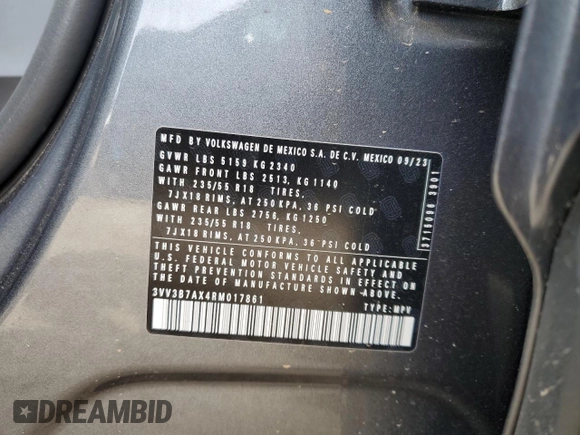 MFD BY VOLKSWAGEN DE MEXICO S.A. DE C.V. MEXICO 09/23
GVWR LBS 5159 KG 2340
GAWR FRONT LBS 2513, KG 1140
WITH 235/55 R18 TIRES,
7JX18 RIMS, AT 250 KPA, 36 PSI COLD
GAWR REAR LBS 2756, KG 1250
WITH 235/55 R18 TIRES,
7JX18 RIMS, AT 250 KPA, 36 PSI COLD
THIS VEHICLE CONFORMS TO ALL APPLICABLE
U.S. FEDERAL MOTOR VEHICLE SAFETY AND
THEFT PREVENTION STANDARDS IN EFFECT ON
THE DATE OF MANUFACTURE SHOWN ABOVE.
3VV3B7AX4RM017861
TYPE: MPV
DREAMBID